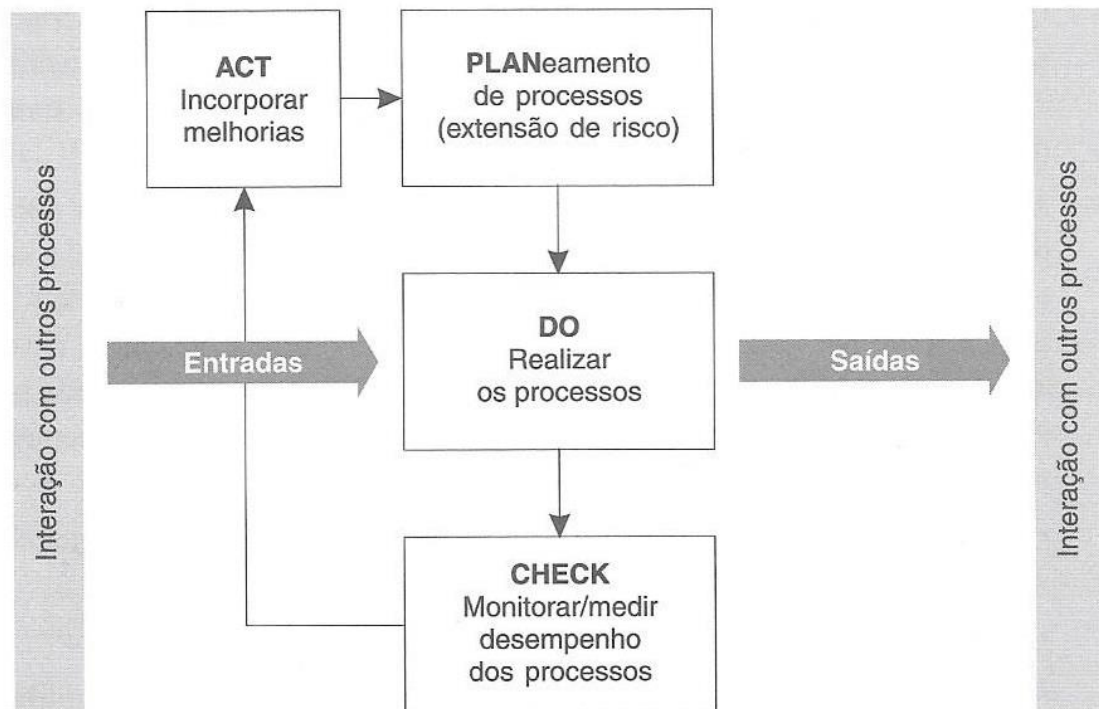 Interação com outros processos
ACT
Incorporar
melhorias
PLANeamento
de processos
(extensão de risco)
Entradas
DO
Realizar
os processos
Saídas
CHECK
Monitorar/medir
desempenho
dos processos
Interação com outros processos